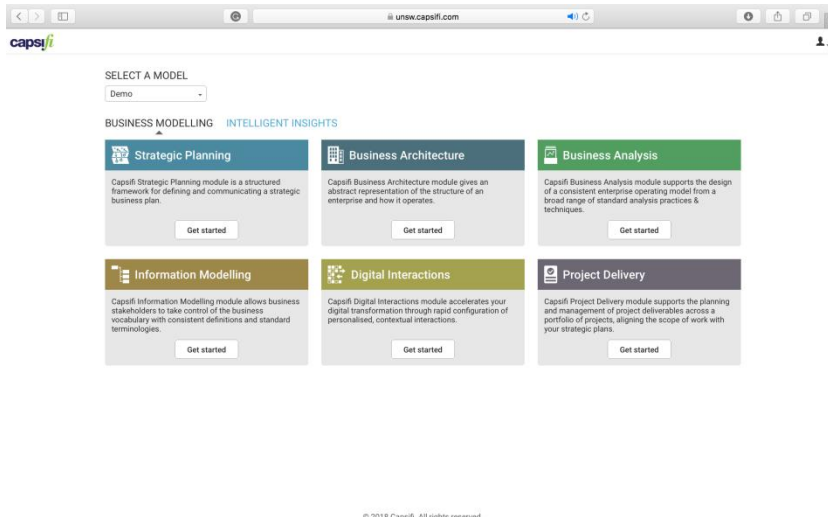 unsw.capsifi.com
capsifi
SELECT A MODEL
Demo
BUSINESS MODELLING INTELLIGENT INSIGHTS
Strategic Planning
Capsifi Strategic Planning module is a structured
framework for defining and communicating a strategic
business plan.
Get started
Business Architecture
Capsifi Business Architecture module gives an
abstract representation of the structure of an
enterprise and how it operates.
Get started
Business Analysis
Capsifi Business Analysis module supports the design
of a consistent enterprise operating model from a
broad range of standard analysis practices &
techniques.
Get started
Information Modelling
Capsifi Information Modelling module allows business
stakeholders to take control of the business
vocabulary with consistent definitions and standard
terminologies.
Get started
Digital Interactions
Capsifi Digital Interactions module accelerates your
digital transformation through rapid configuration of
personalised, contextual interactions.
Get started
Project Delivery
Capsifi Project Delivery module supports the planning
and management of project deliverables across a
portfolio of projects, aligning the scope of work with
your strategic plans.
Get started
© 2018 Capsifi. All rights reserved